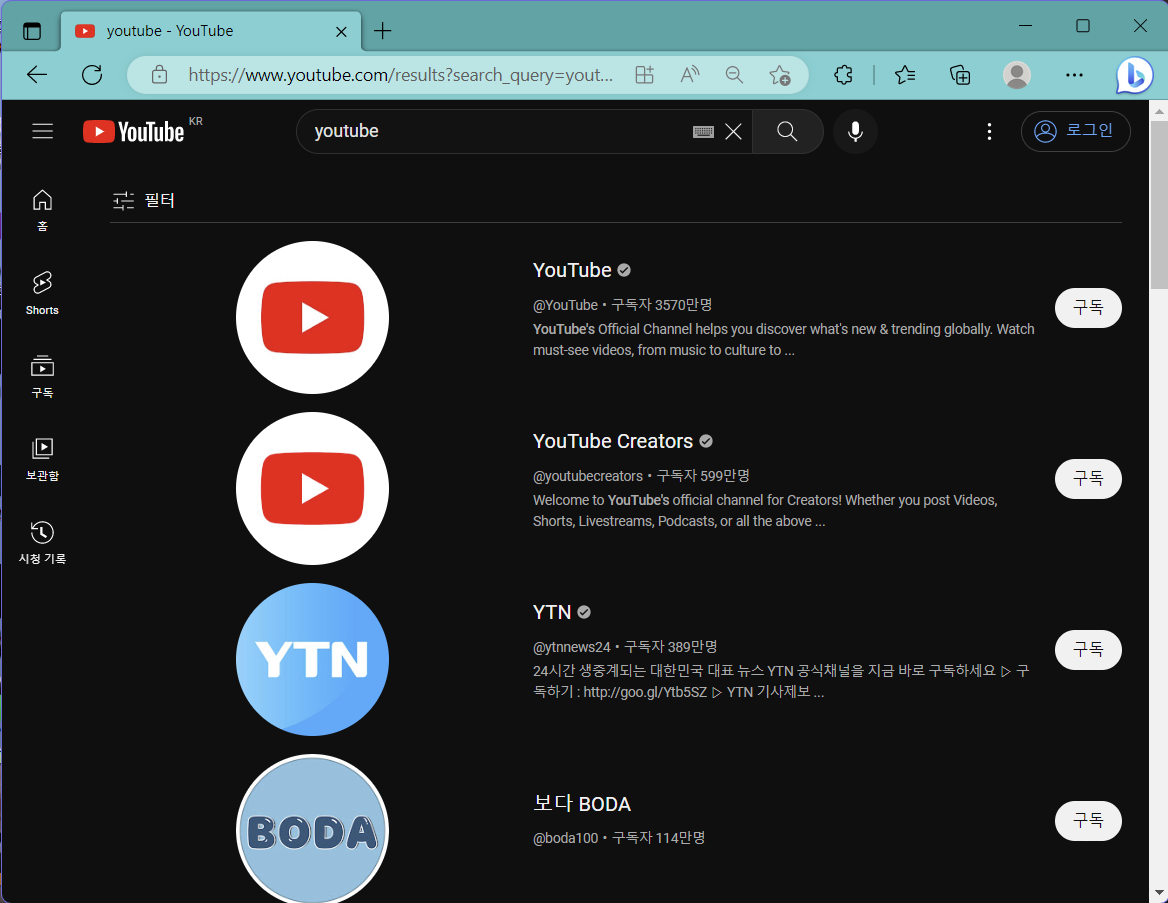 youtube - YouTube
https://www.youtube.com/results?search_query=yout...
YouTube KR
youtube
로그인
홈
Shorts
구독
보관함
시청 기록
필터
YouTube
@YouTube • 구독자 3570만명
YouTube's Official Channel helps you discover what's new & trending globally. Watch
must-see videos, from music to culture to ...
구독
YouTube Creators
@youtubecreators • 구독자 599만명
Welcome to YouTube's official channel for Creators! Whether you post Videos,
Shorts, Livestreams, Podcasts, or all the above ...
구독
YTN
YTN
@ytnnews24 • 구독자 389만명
24시간 생중계되는 대한민국 대표 뉴스 YTN 공식채널을 지금 바로 구독하세요 ▷ 구
독하기 : http://goo.gl/Ytb5SZ ▷ YTN 기사제보 ...
구독
BODA
보다 BODA
@boda100 • 구독자 114만명
구독